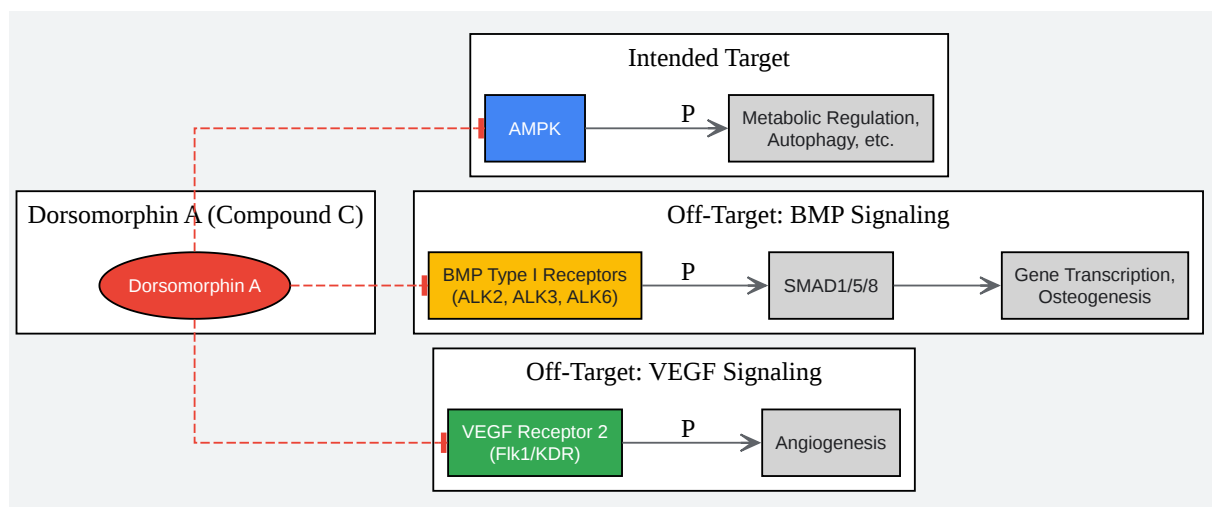 Intended Target
AMPK
P
Metabolic Regulation,
Autophagy, etc.
Dorsomorphin A (Compound C)
Dorsomorphin A
Off-Target: BMP Signaling
BMP Type I Receptors
(ALK2, ALK3, ALK6)
P
SMAD1/5/8
Gene Transcription,
Osteogenesis
Off-Target: VEGF Signaling
VEGF Receptor 2
(Flk1/KDR)
P
Angiogenesis